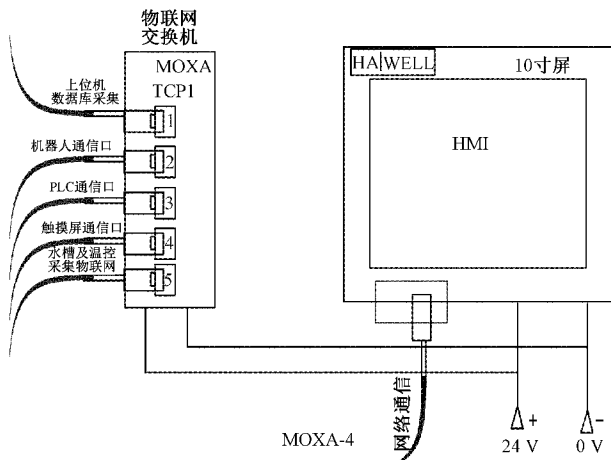 物联网
交换机
MOXA
TCP1
上位机
数据库采集
1
机器人通信口
2
PLC通信口
3
触摸屏通信口
4
水槽及温控
采集物联网
5
HAIWELL
10寸屏
HMI
网络通信
MOXA-4
+
24 V
−
0 V